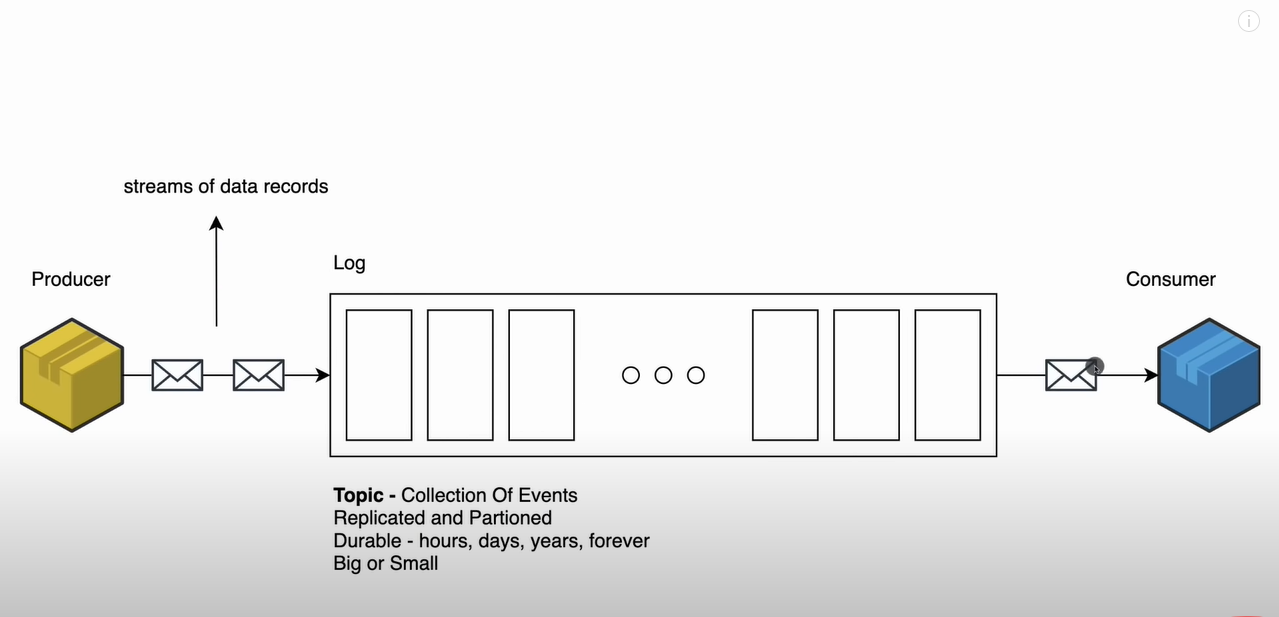 streams of data records
Log
Producer
Consumer
Topic - Collection Of Events
Replicated and Partioned
Durable - hours, days, years, forever
Big or Small